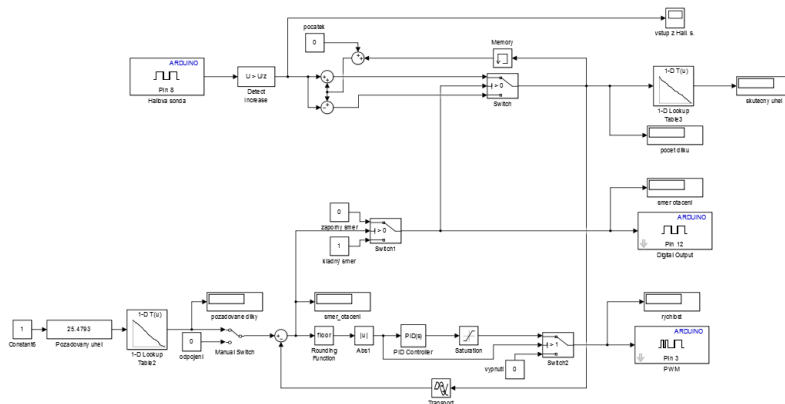 pocatek
0
vstup z Hall. s.
Memory
ARDUINO
Pin 8
Halova sonda
U > U/z
Detect
Increase
> 0
Switch
1-D T(u)
1-D Lookup
Table3
skutecny uhel
pocet dilku
0
zaporny smer
> 0
Switch1
1
kladny smer
smer otaceni
ARDUINO
Pin 12
Digital Output
1
Constant6
25.4793
Pozadovany uhel
1-D T(u)
1-D Lookup
Table2
pozadovane dilky
0
odpojeni
Manual Switch
smer_otaceni
floor
Rounding
Function
|u|
Abs1
PID(s)
PID Controller
Saturation
> 1
Switch2
0
vypnuti
rychlost
ARDUINO
Pin 3
PWM
Transport